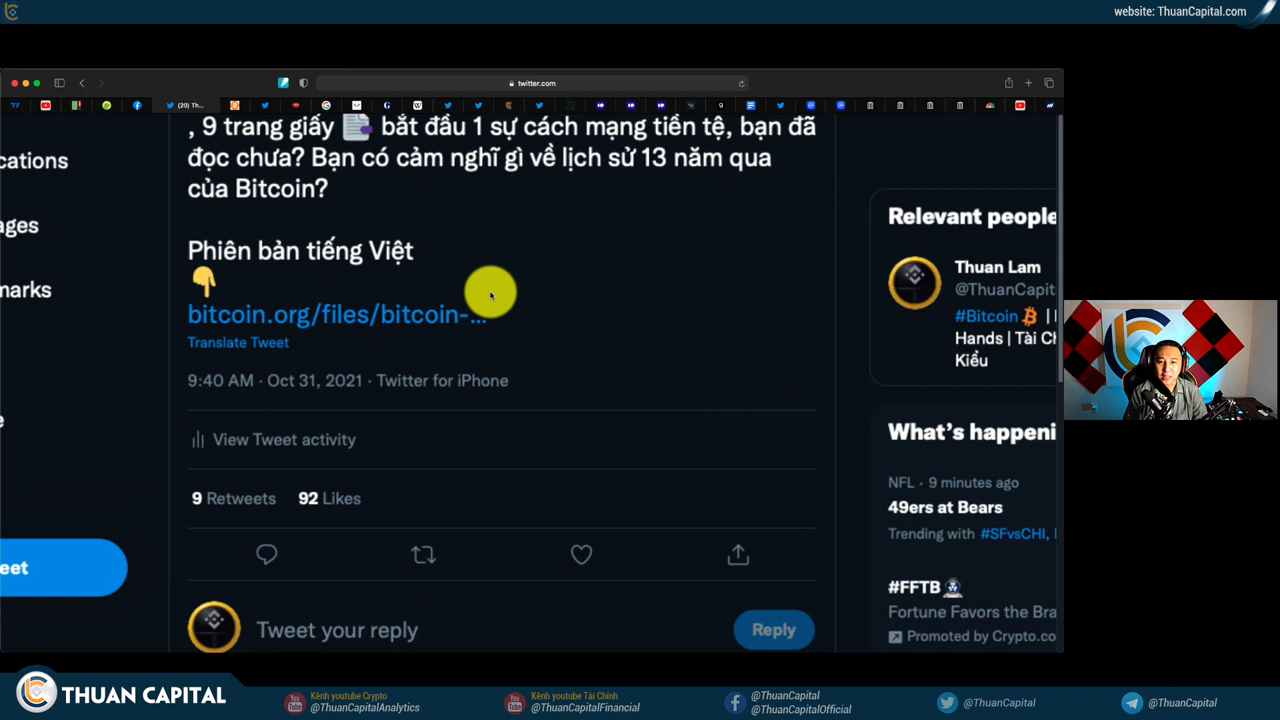 website: ThuanCapital.com
twitter.com
(20) Th...
, 9 trang giấy bắt đầu 1 sự cách mạng tiền tệ, bạn đã
đọc chưa? Bạn có cảm nghĩ gì về lịch sử 13 năm qua
của Bitcoin?
Phiên bản tiếng Việt
bitcoin.org/files/bitcoin-...
Translate Tweet
9:40 AM · Oct 31, 2021 · Twitter for iPhone
View Tweet activity
9 Retweets 92 Likes
Tweet your reply
Reply
cations
ages
marks
e
eet
Relevant people
Thuan Lam
@ThuanCapit
#Bitcoin |
Hands | Tài Ch
Kiều
What's happeni
NFL · 9 minutes ago
49ers at Bears
Trending with #SFvsCHI,
#FFTB
Fortune Favors the Bra
Promoted by Crypto.co
THUAN CAPITAL
Kênh youtube Crypto
@ThuanCapitalAnalytics
Kênh youtube Tài Chính
@ThuanCapitalFinancial
@ThuanCapital
@ThuanCapitalOfficial
@ThuanCapital
@ThuanCapital